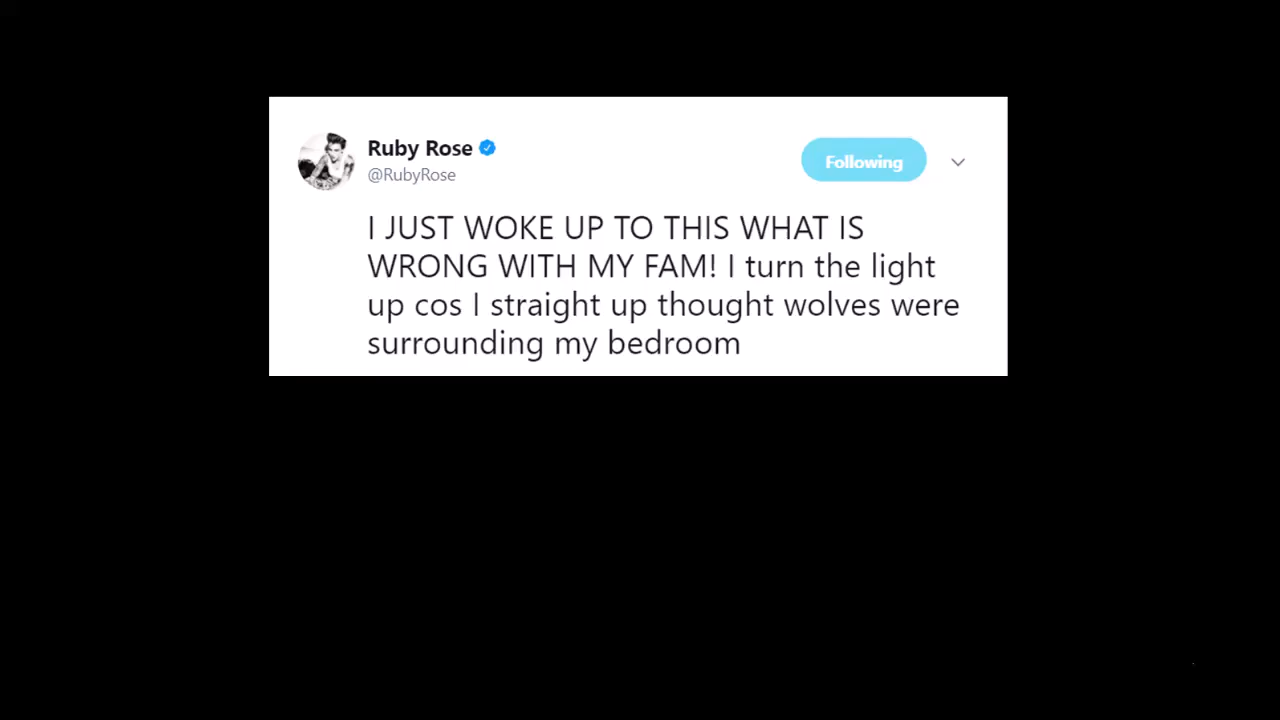 Ruby Rose
@RubyRose
Following
I JUST WOKE UP TO THIS WHAT IS
WRONG WITH MY FAM! I turn the light
up cos I straight up thought wolves were
surrounding my bedroom